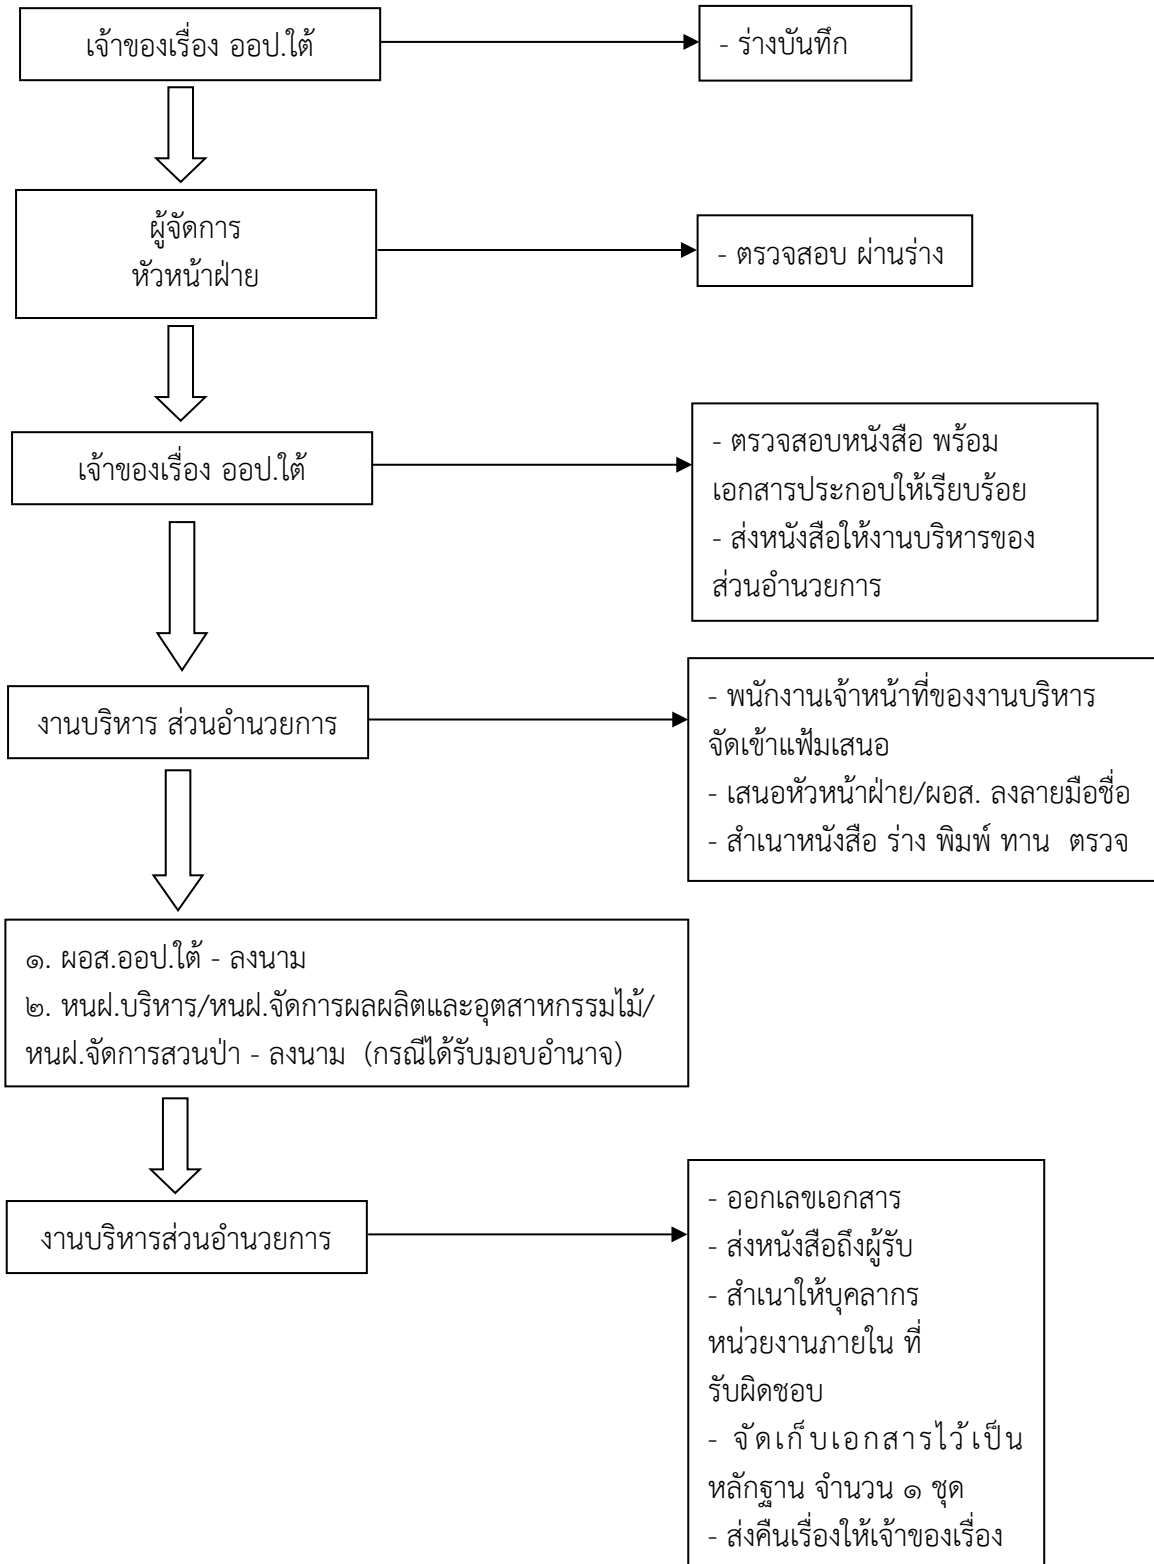 เจ้าของเรื่อง ออป.ใต้
- ร่างบันทึก
ผู้จัดการ
หัวหน้าฝ่าย
- ตรวจสอบ ผ่านร่าง
เจ้าของเรื่อง ออป.ใต้
- ตรวจสอบหนังสือ พร้อม
เอกสารประกอบให้เรียบร้อย
- ส่งหนังสือให้งานบริหารของ
ส่วนอำนวยการ
งานบริหาร ส่วนอำนวยการ
- พนักงานเจ้าหน้าที่ของงานบริหาร
จัดเข้าแฟ้มเสนอ
- เสนอหัวหน้าฝ่าย/ผอส. ลงลายมือชื่อ
- สำเนาหนังสือ ร่าง พิมพ์ ทาน ตรวจ
๑. ผอส.ออป.ใต้ - ลงนาม
๒. หนฝ.บริหาร/หนฝ.จัดการผลผลิตและอุตสาหกรรมไม้/
หนฝ.จัดการสวนป่า - ลงนาม (กรณีได้รับมอบอำนาจ)
งานบริหารส่วนอำนวยการ
- ออกเลขเอกสาร
- ส่งหนังสือถึงผู้รับ
- สำเนาให้บุคลากร
หน่วยงานภายใน ที่
รับผิดชอบ
- จัดเก็บเอกสารไว้เป็น
หลักฐาน จำนวน ๑ ชุด
- ส่งคืนเรื่องให้เจ้าของเรื่อง